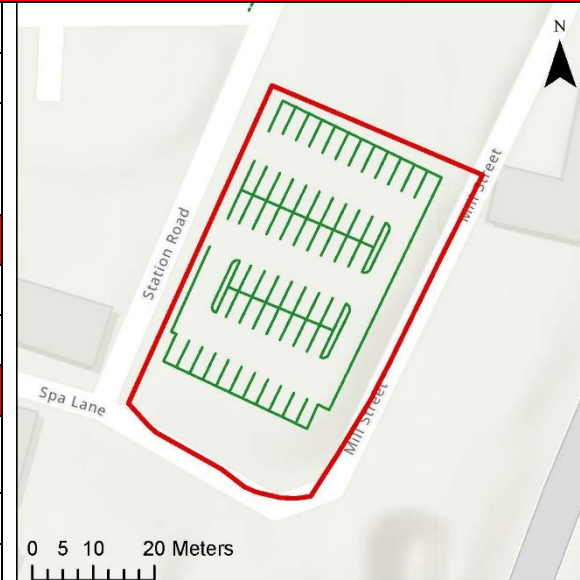 N
Mill Street
Station Road
Spa Lane
Mill Street
0 5 10 20 Meters